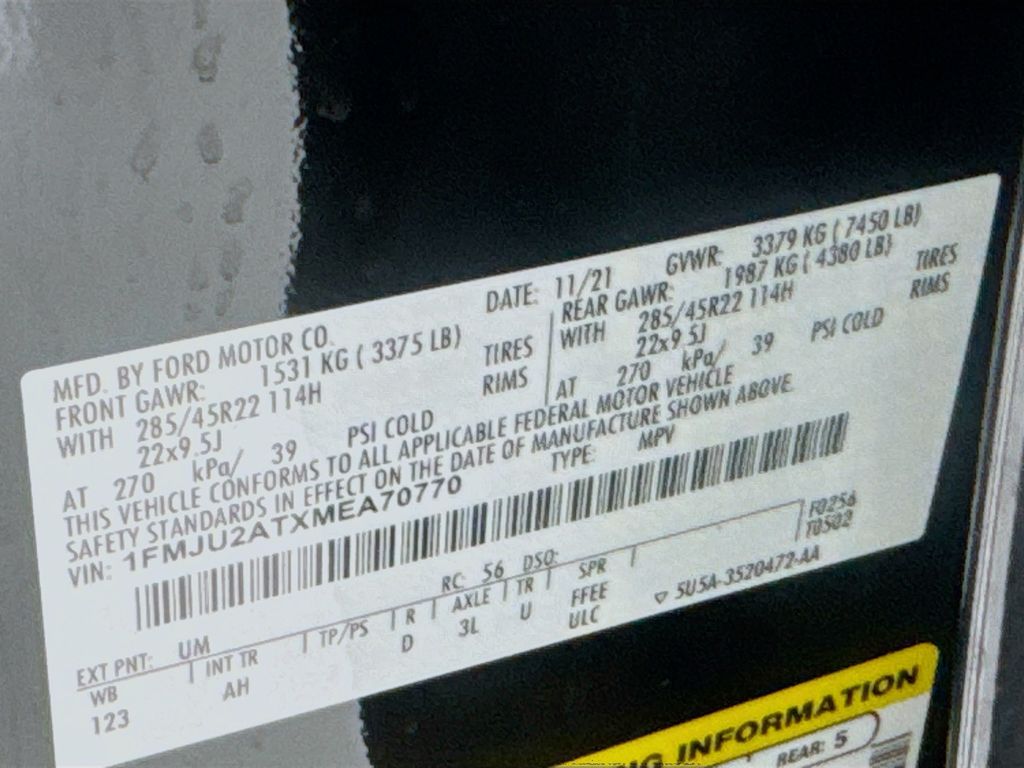 MFD. BY FORD MOTOR CO.
DATE: 11/21
GVWR: 3379 KG ( 7450 LB)
FRONT GAWR: 1531 KG ( 3375 LB)
REAR GAWR: 1987 KG ( 4380 LB)
WITH 285/45R22 114H TIRES
WITH 285/45R22 114H TIRES
22x9.5J RIMS
22x9.5J RIMS
AT 270 kPa/ 39 PSI COLD
AT 270 kPa/ 39 PSI COLD
THIS VEHICLE CONFORMS TO ALL APPLICABLE FEDERAL MOTOR VEHICLE
SAFETY STANDARDS IN EFFECT ON THE DATE OF MANUFACTURE SHOWN ABOVE
VIN: 1FMJU2ATXMEA70770
TYPE: MPV
F0256
T0502
EXT PNT: UM RC: 56 DSO:
WB INT TR TP/PS R AXLE TR SPR
123 AH D 3L U FFEE
ULC
5U5A-3520472-AA
INFORMATION
REAR: 5